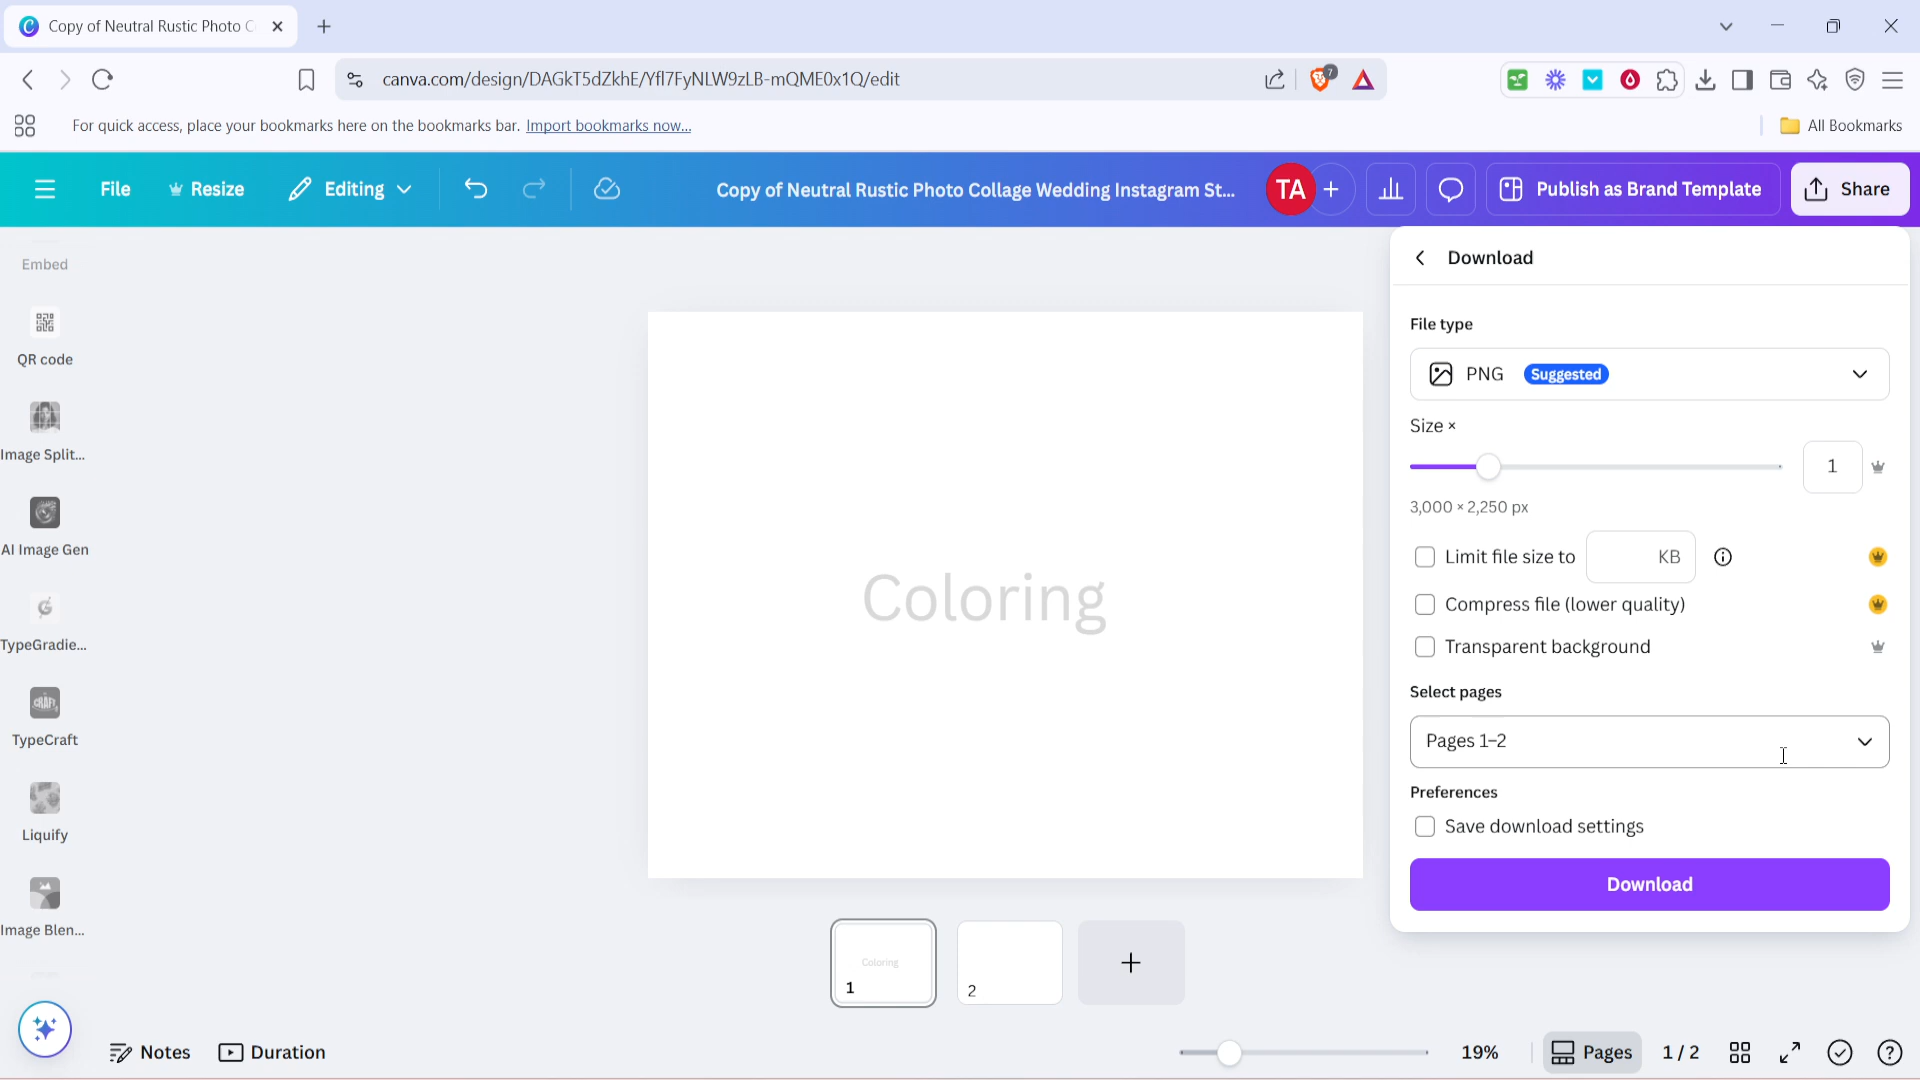 Copy of Neutral Rustic Photo C
canva.com/design/DAGkT5dZkhE/Yfl7FyNLW9zLB-mQME0x1Q/edit
7
For quick access, place your bookmarks here on the bookmarks bar. Import bookmarks now...
All Bookmarks
File
Resize
Editing
Copy of Neutral Rustic Photo Collage Wedding Instagram St...
TA
Publish as Brand Template
Share
Embed
QR code
Image Split...
AI Image Gen
TypeGradie...
CRAFT
TypeCraft
Liquify
Image Blen...
Coloring
Download
File type
PNG Suggested
Size ×
1
3,000 × 2,250 px
Limit file size to KB
Compress file (lower quality)
Transparent background
Select pages
Pages 1-2
Preferences
Save download settings
Download
Coloring
1
2
Notes
Duration
19%
Pages
1 / 2